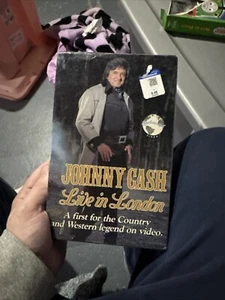 JOHNNY CASH
Live in London
A first for the Country
and Western legend on video.